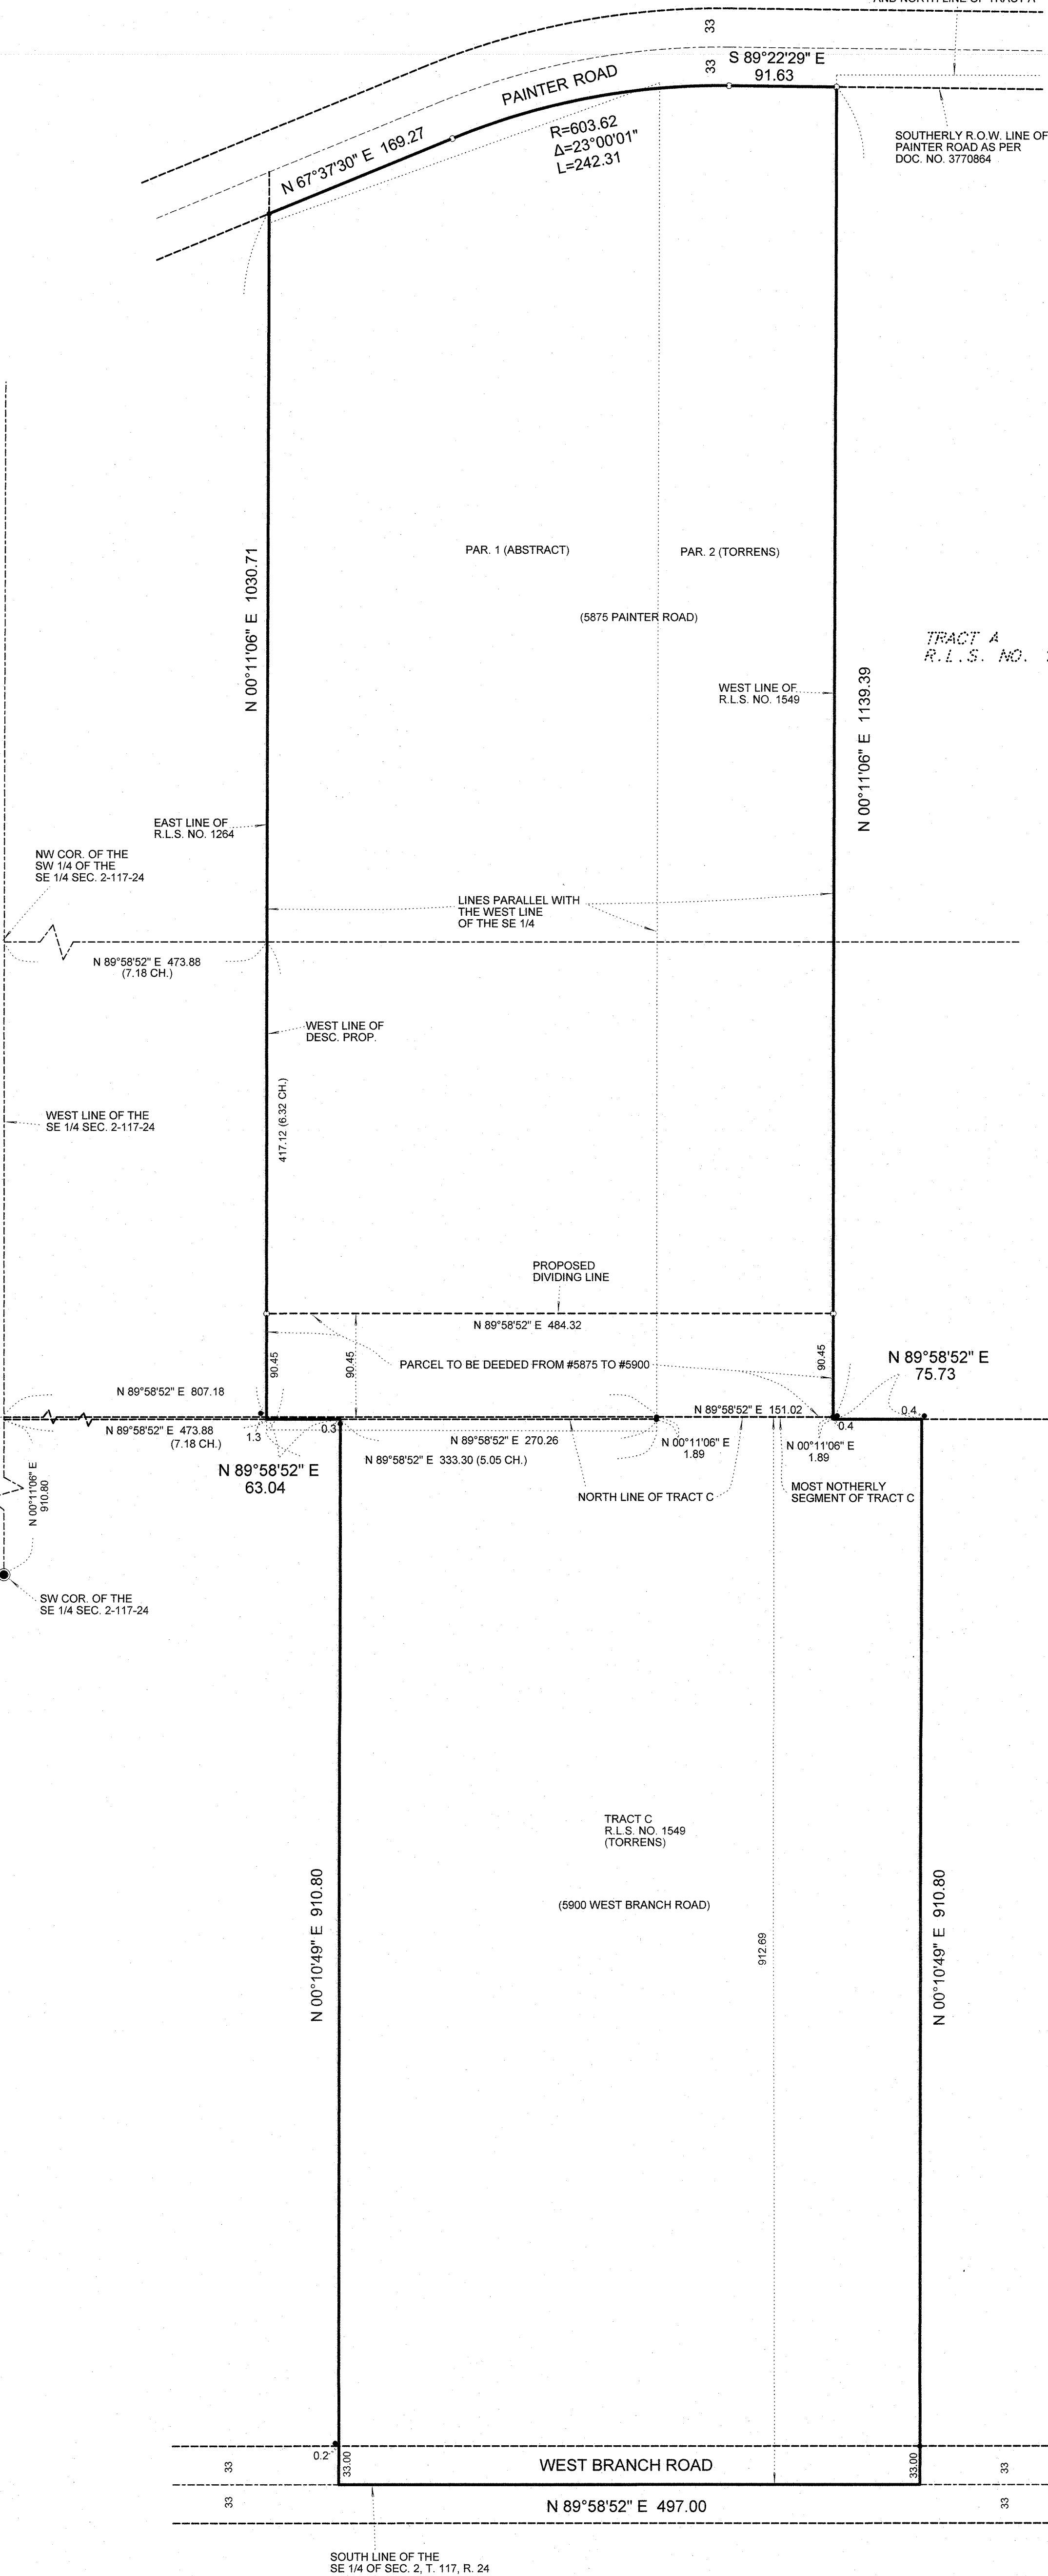 AND NORTH LINE OF TRACT A
33
33
S 89°22'29" E
91.63
PAINTER ROAD
N 67°37'30" E 169.27
R=603.62
Δ=23°00'01"
L=242.31
SOUTHERLY R.O.W. LINE OF
PAINTER ROAD AS PER
DOC. NO. 3770864
N 00°11'06" E 1030.71
PAR. 1 (ABSTRACT)
PAR. 2 (TORRENS)
(5875 PAINTER ROAD)
TRACT A
R.L.S. NO.
WEST LINE OF
R.L.S. NO. 1549
N 00°11'06" E 1139.39
EAST LINE OF
R.L.S. NO. 1264
NW COR. OF THE
SW 1/4 OF THE
SE 1/4 SEC. 2-117-24
LINES PARALLEL WITH
THE WEST LINE
OF THE SE 1/4
N 89°58'52" E 473.88
(7.18 CH.)
WEST LINE OF
DESC. PROP.
417.12 (6.32 CH.)
WEST LINE OF THE
SE 1/4 SEC. 2-117-24
PROPOSED
DIVIDING LINE
N 89°58'52" E 484.32
90.45
90.45
90.45
PARCEL TO BE DEEDED FROM #5875 TO #5900
N 89°58'52" E
75.73
N 89°58'52" E 807.18
N 89°58'52" E 151.02
0.4
0.4
N 89°58'52" E 473.88
(7.18 CH.)
1.3
0.3
N 89°58'52" E 270.26
N 00°11'06" E
1.89
N 00°11'06" E
1.89
N 89°58'52" E 333.30 (5.05 CH.)
N 89°58'52" E
63.04
N 00°11'06" E
910.80
NORTH LINE OF TRACT C
MOST NOTHERLY
SEGMENT OF TRACT C
SW COR. OF THE
SE 1/4 SEC. 2-117-24
TRACT C
R.L.S. NO. 1549
(TORRENS)
(5900 WEST BRANCH ROAD)
N 00°10'49" E 910.80
912.69
N 00°10'49" E 910.80
0.2
33
33.00
WEST BRANCH ROAD
33.00
33
33
N 89°58'52" E 497.00
33
SOUTH LINE OF THE
SE 1/4 OF SEC. 2, T. 117, R. 24